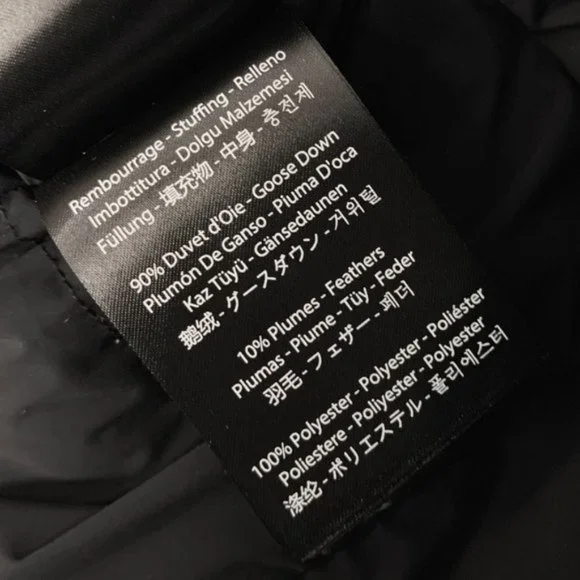 Rembourrage - Stuffing - Relleno
Imbottitura - Dolgu Malzemesi
Füllung - 填充物 - 中身 - 충전제
90% Duvet d'Oie - Goose Down
Plumón De Ganso - Piuma D'oca
Kaz Tüyü - Gänsedaunen
鹅绒 - グースダウン - 거위털
10% Plumes - Feathers
Plumas - Piume - Tüy - Feder
羽毛 - フェザー - 페더
100% Polyester - Polyester - Poliéster
Poliestere - Poliyester - Polyester
涤纶 - ポリエステル - 폴리에스터